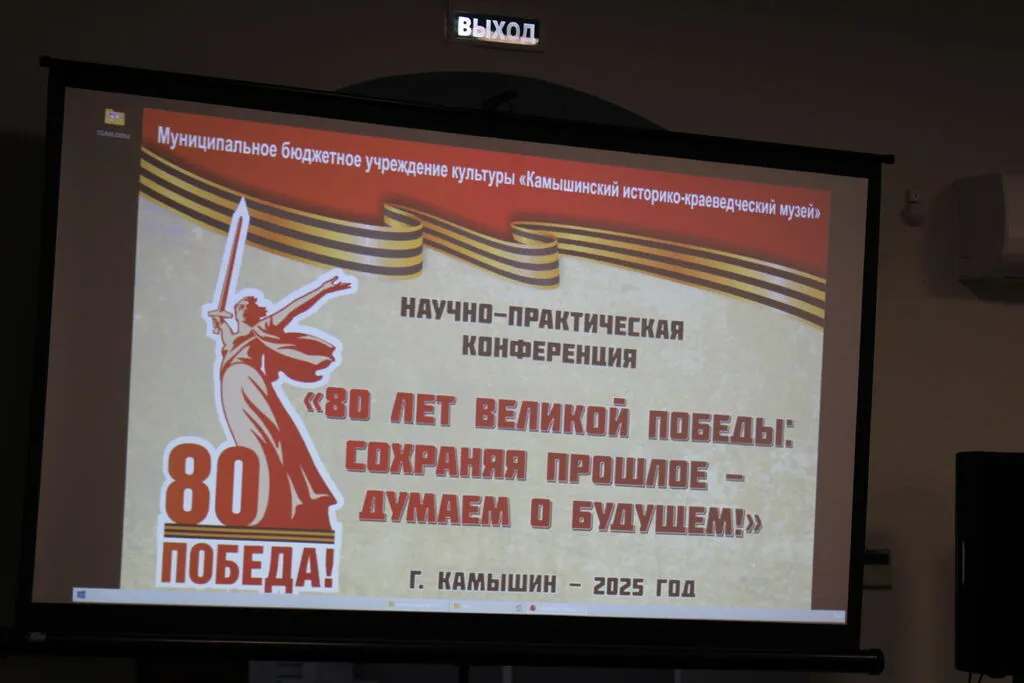 ВЫХОД
Муниципальное бюджетное учреждение культуры «Камышинский историко-краеведческий музей»
НАУЧНО-ПРАКТИЧЕСКАЯ
КОНФЕРЕНЦИЯ
«80 ЛЕТ ВЕЛИКОЙ ПОБЕДЫ:
СОХРАНЯЯ ПРОШЛОЕ –
ДУМАЕМ О БУДУЩЕМ!»
80
ПОБЕДА!
Г. КАМЫШИН – 2025 ГОД